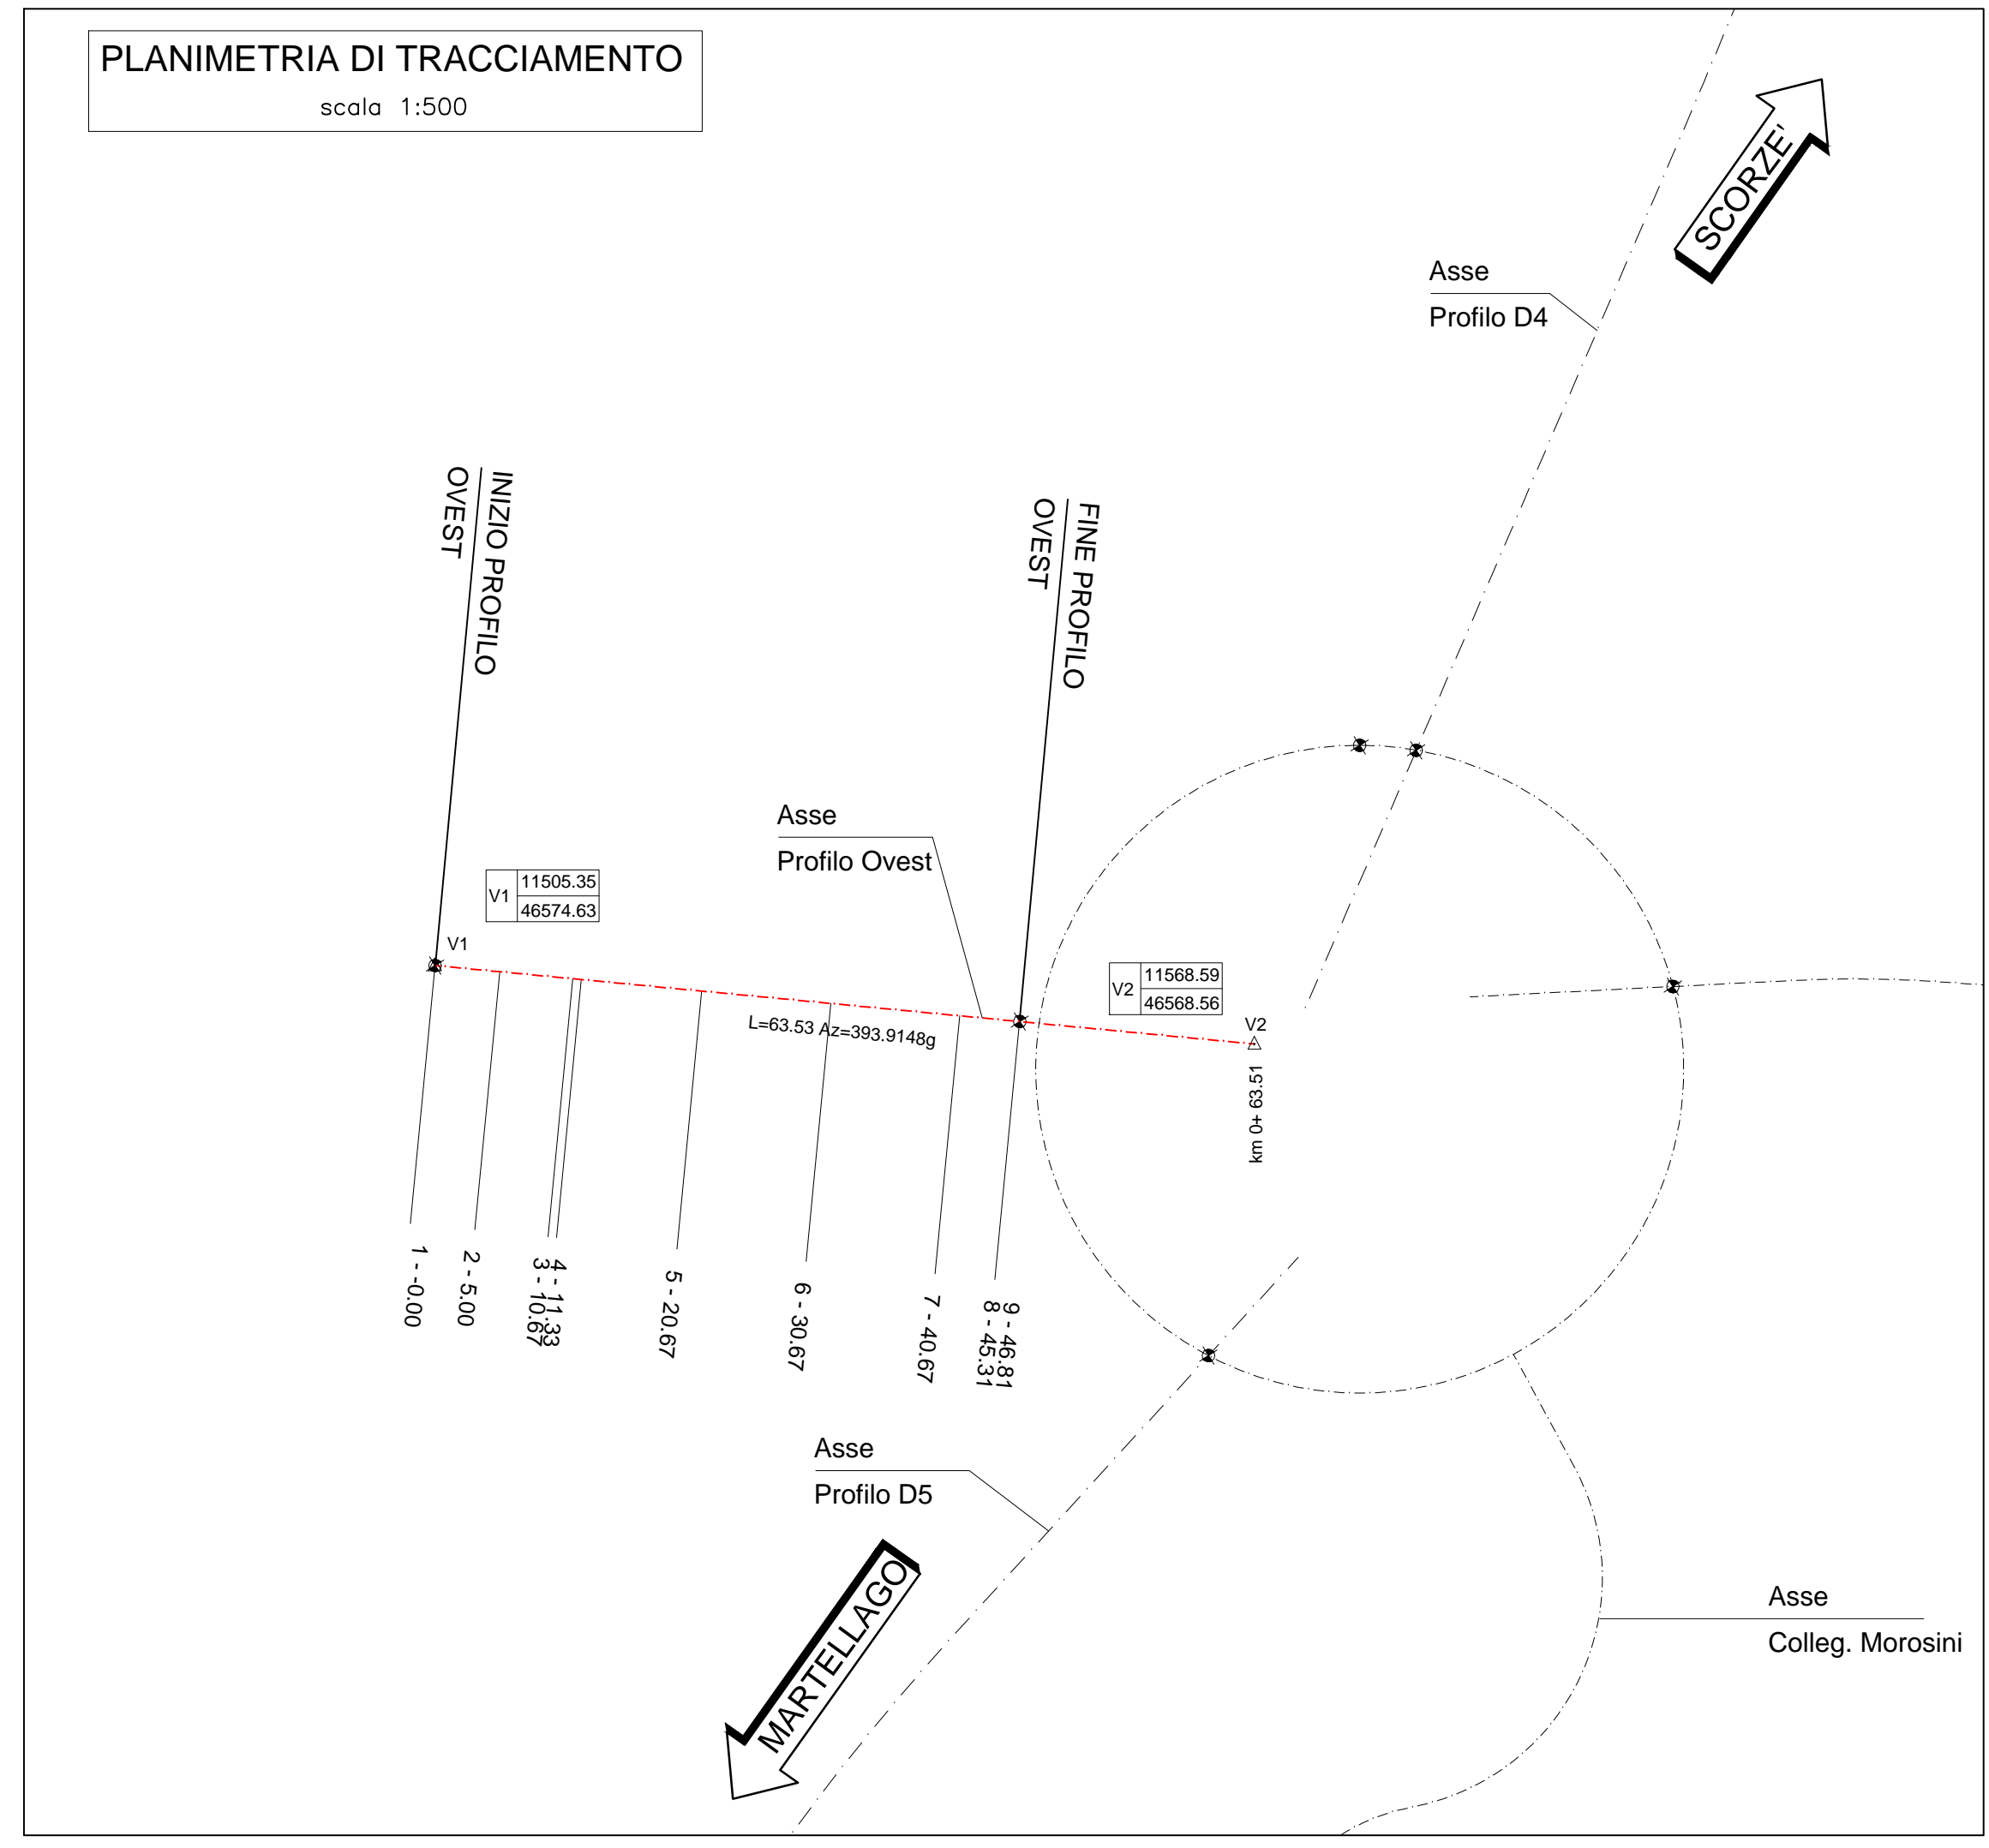 PLANIMETRIA DI TRACCIAMENTO
scala 1:500
SCORZE'
Asse
Profilo D4
INIZIO PROFILO
OVEST
FINE PROFILO
OVEST
Asse
Profilo Ovest
V1
11505.35
46574.63
V1
V2
11568.59
46568.56
V2
L=63.53 Az=393.9148g
km 0+ 63.51
1 - -0.00
2 - 5.00
3 - 10.67
4 - 11.33
5 - 20.67
6 - 30.67
7 - 40.67
8 - 45.31
9 - 46.81
Asse
Profilo D5
MARTELLAGO
Asse
Colleg. Morosini